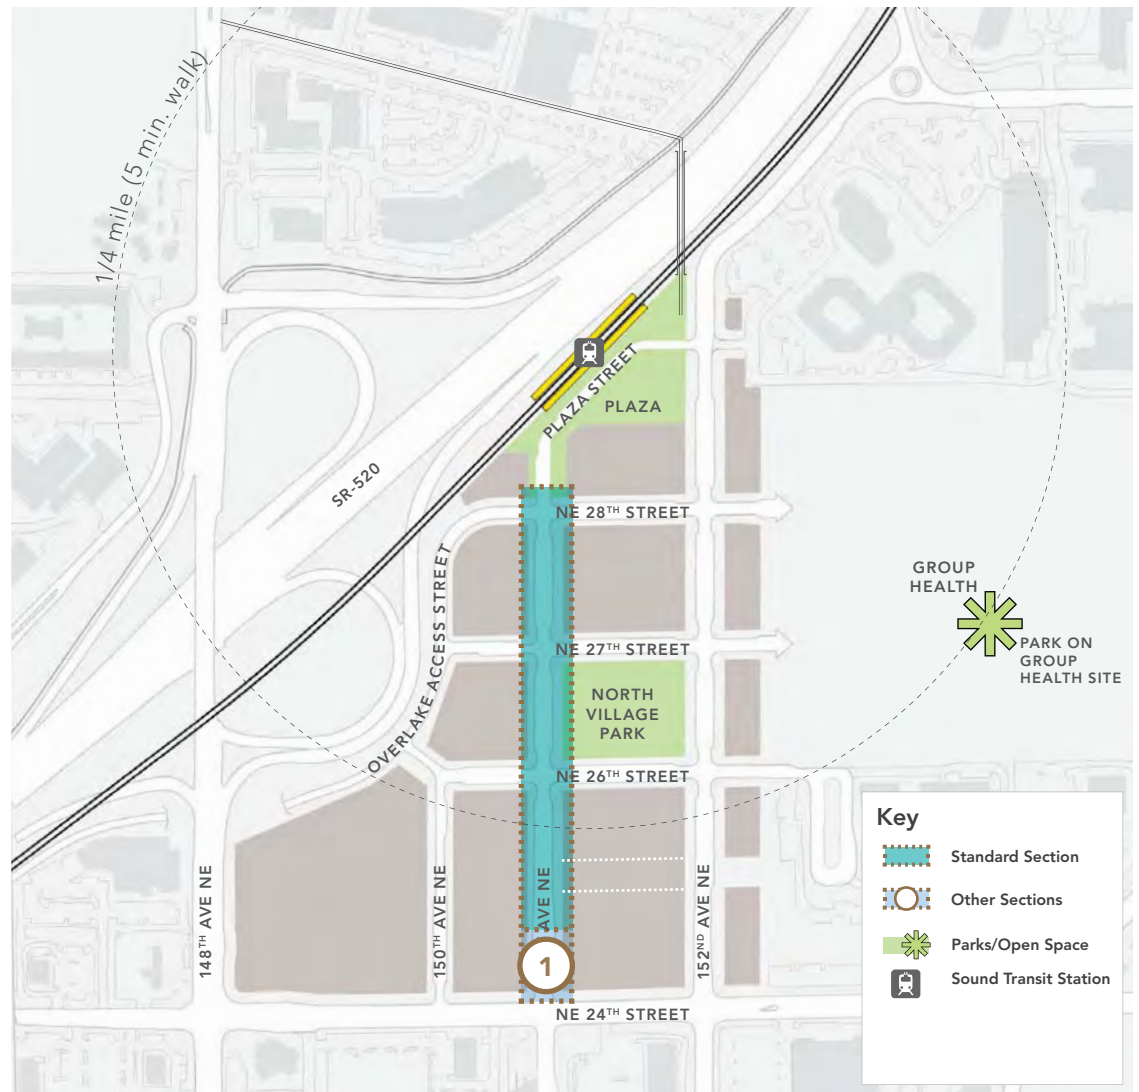 1/4 mile (5 min. walk)
PLAZA STREET
PLAZA
SR-520
NE 28TH STREET
GROUP
HEALTH
OVERLAKE ACCESS STREET
NE 27TH STREET
PARK ON
GROUP
HEALTH SITE
NORTH
VILLAGE
PARK
NE 26TH STREET
148TH AVE NE
150TH AVE NE
AVE NE
152ND AVE NE
1
NE 24TH STREET
Key
Standard Section
Other Sections
Parks/Open Space
Sound Transit Station